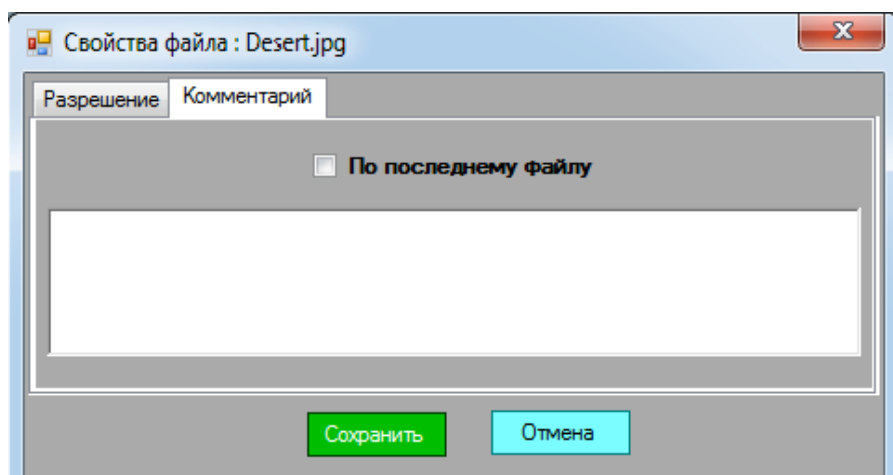 Свойства файла : Desert.jpg
Разрешение Комментарий
По последнему файлу
Сохранить Отмена